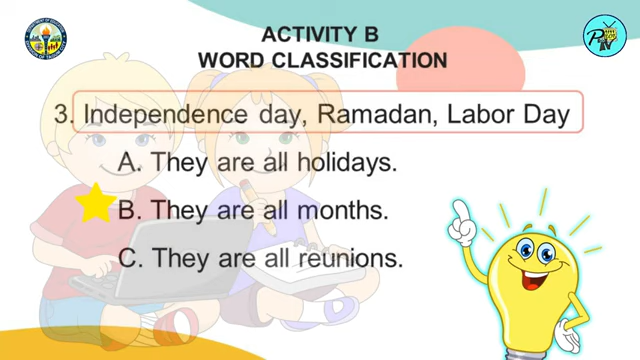 ACTIVITY B
WORD CLASSIFICATION
3. Independence day, Ramadan, Labor Day
A. They are all holidays.
B. They are all months.
C. They are all reunions.